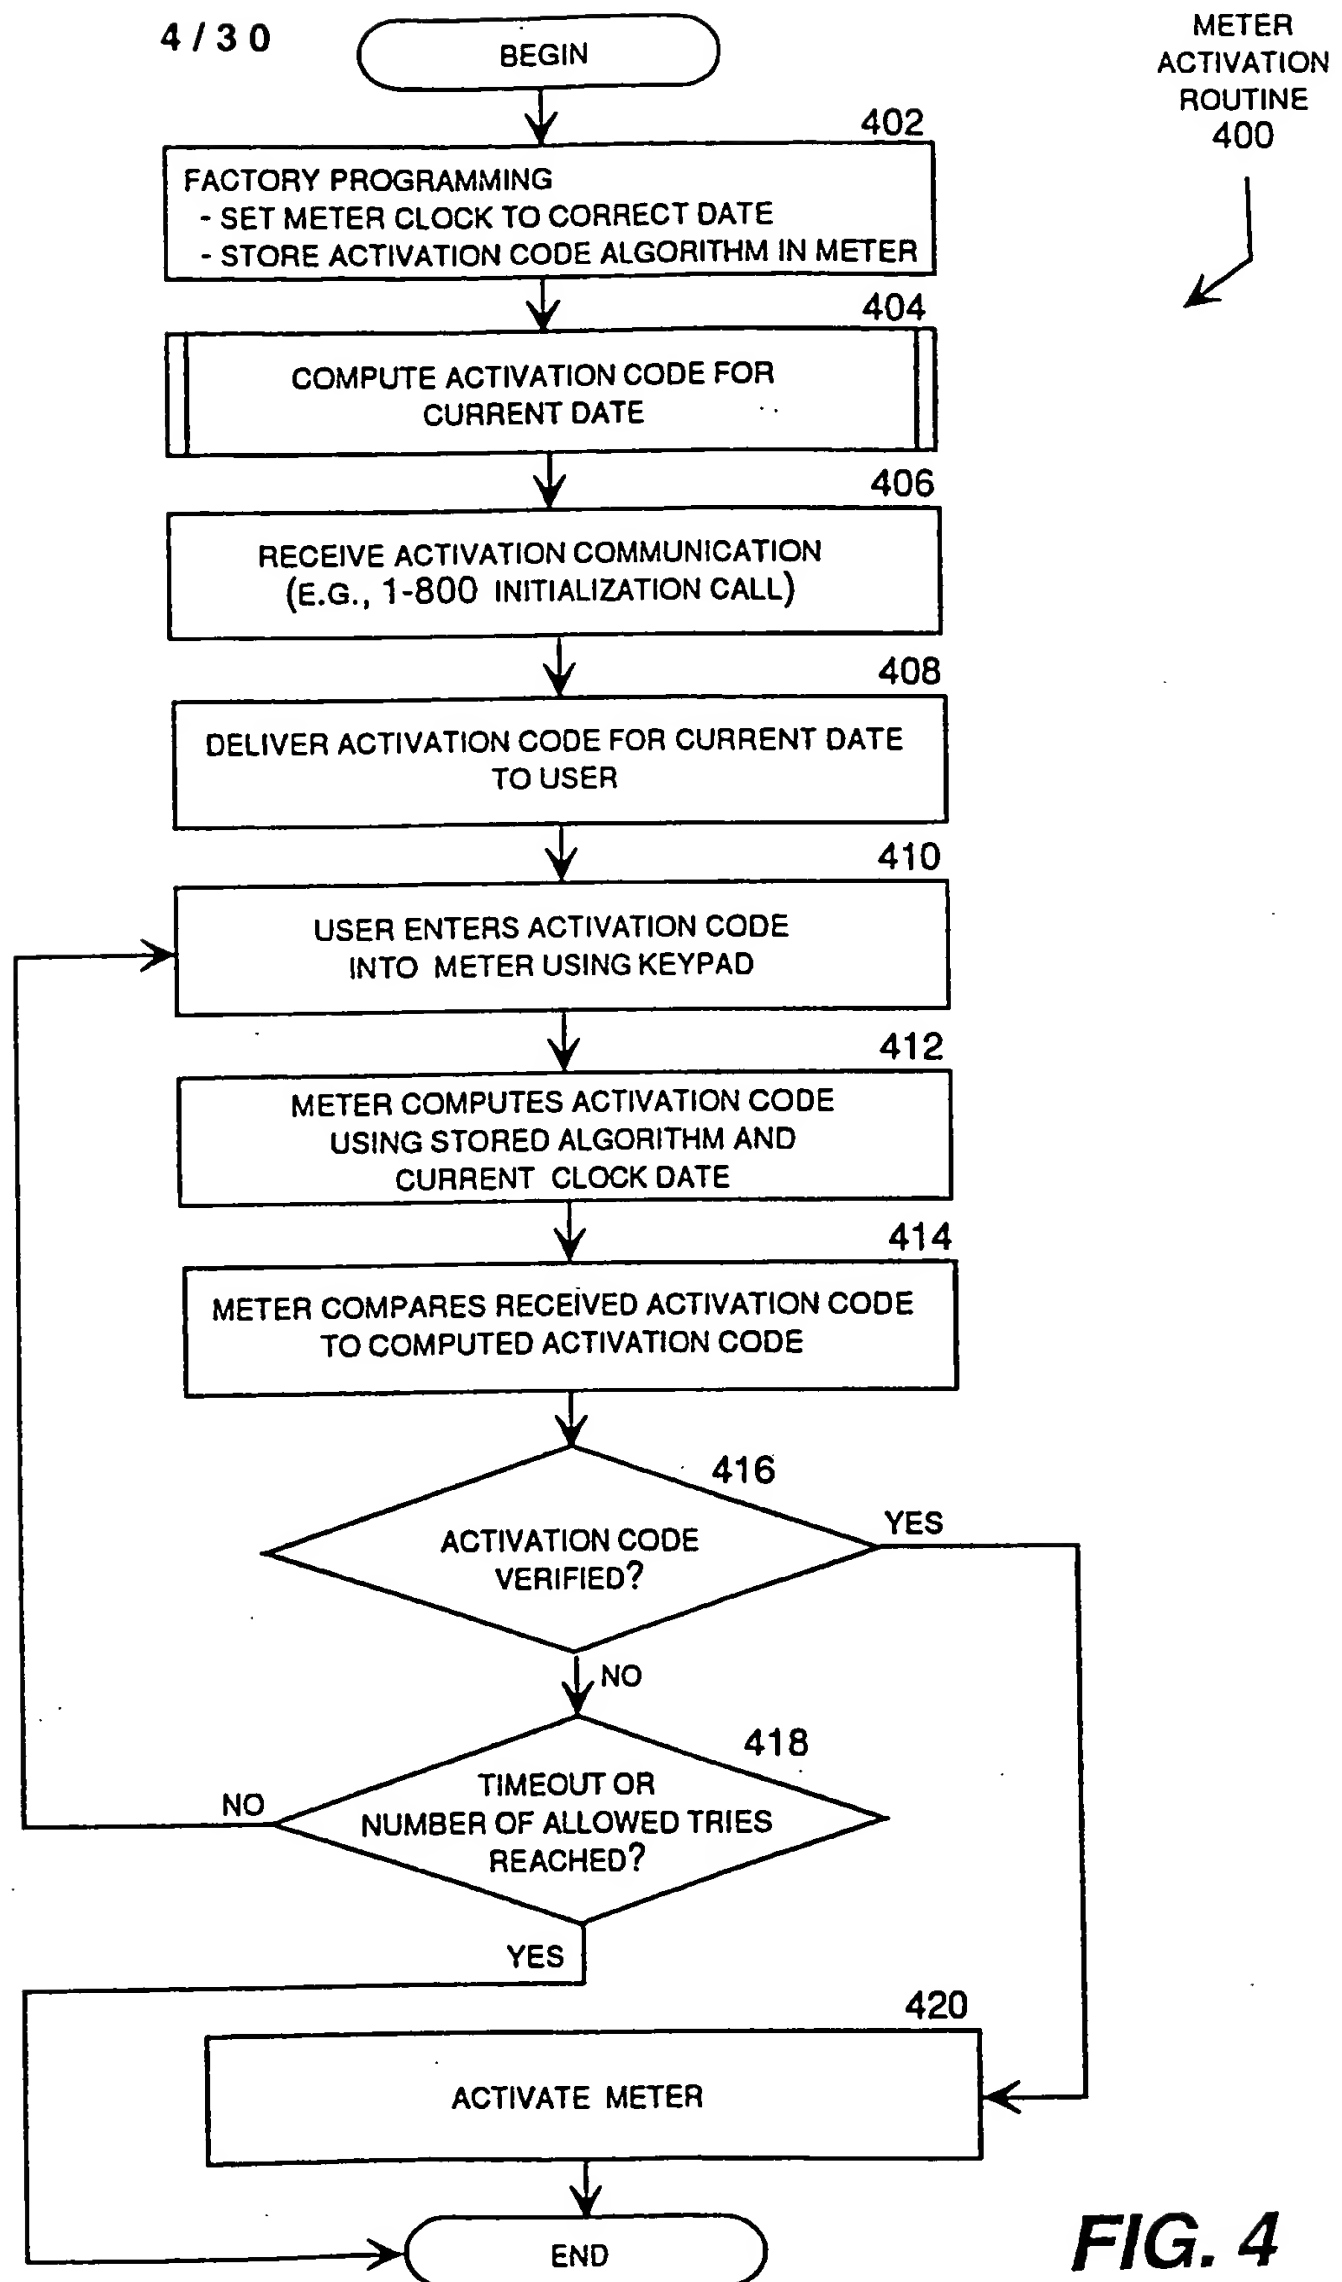 4/30
BEGIN
METER
ACTIVATION
ROUTINE
400
402
FACTORY PROGRAMMING
- SET METER CLOCK TO CORRECT DATE
- STORE ACTIVATION CODE ALGORITHM IN METER
404
COMPUTE ACTIVATION CODE FOR
CURRENT DATE
406
RECEIVE ACTIVATION COMMUNICATION
(E.G., 1-800 INITIALIZATION CALL)
408
DELIVER ACTIVATION CODE FOR CURRENT DATE
TO USER
410
USER ENTERS ACTIVATION CODE
INTO METER USING KEYPAD
412
METER COMPUTES ACTIVATION CODE
USING STORED ALGORITHM AND
CURRENT CLOCK DATE
414
METER COMPARES RECEIVED ACTIVATION CODE
TO COMPUTED ACTIVATION CODE
416
ACTIVATION CODE
VERIFIED?
YES
NO
418
TIMEOUT OR
NUMBER OF ALLOWED TRIES
REACHED?
NO
YES
420
ACTIVATE METER
END
FIG. 4